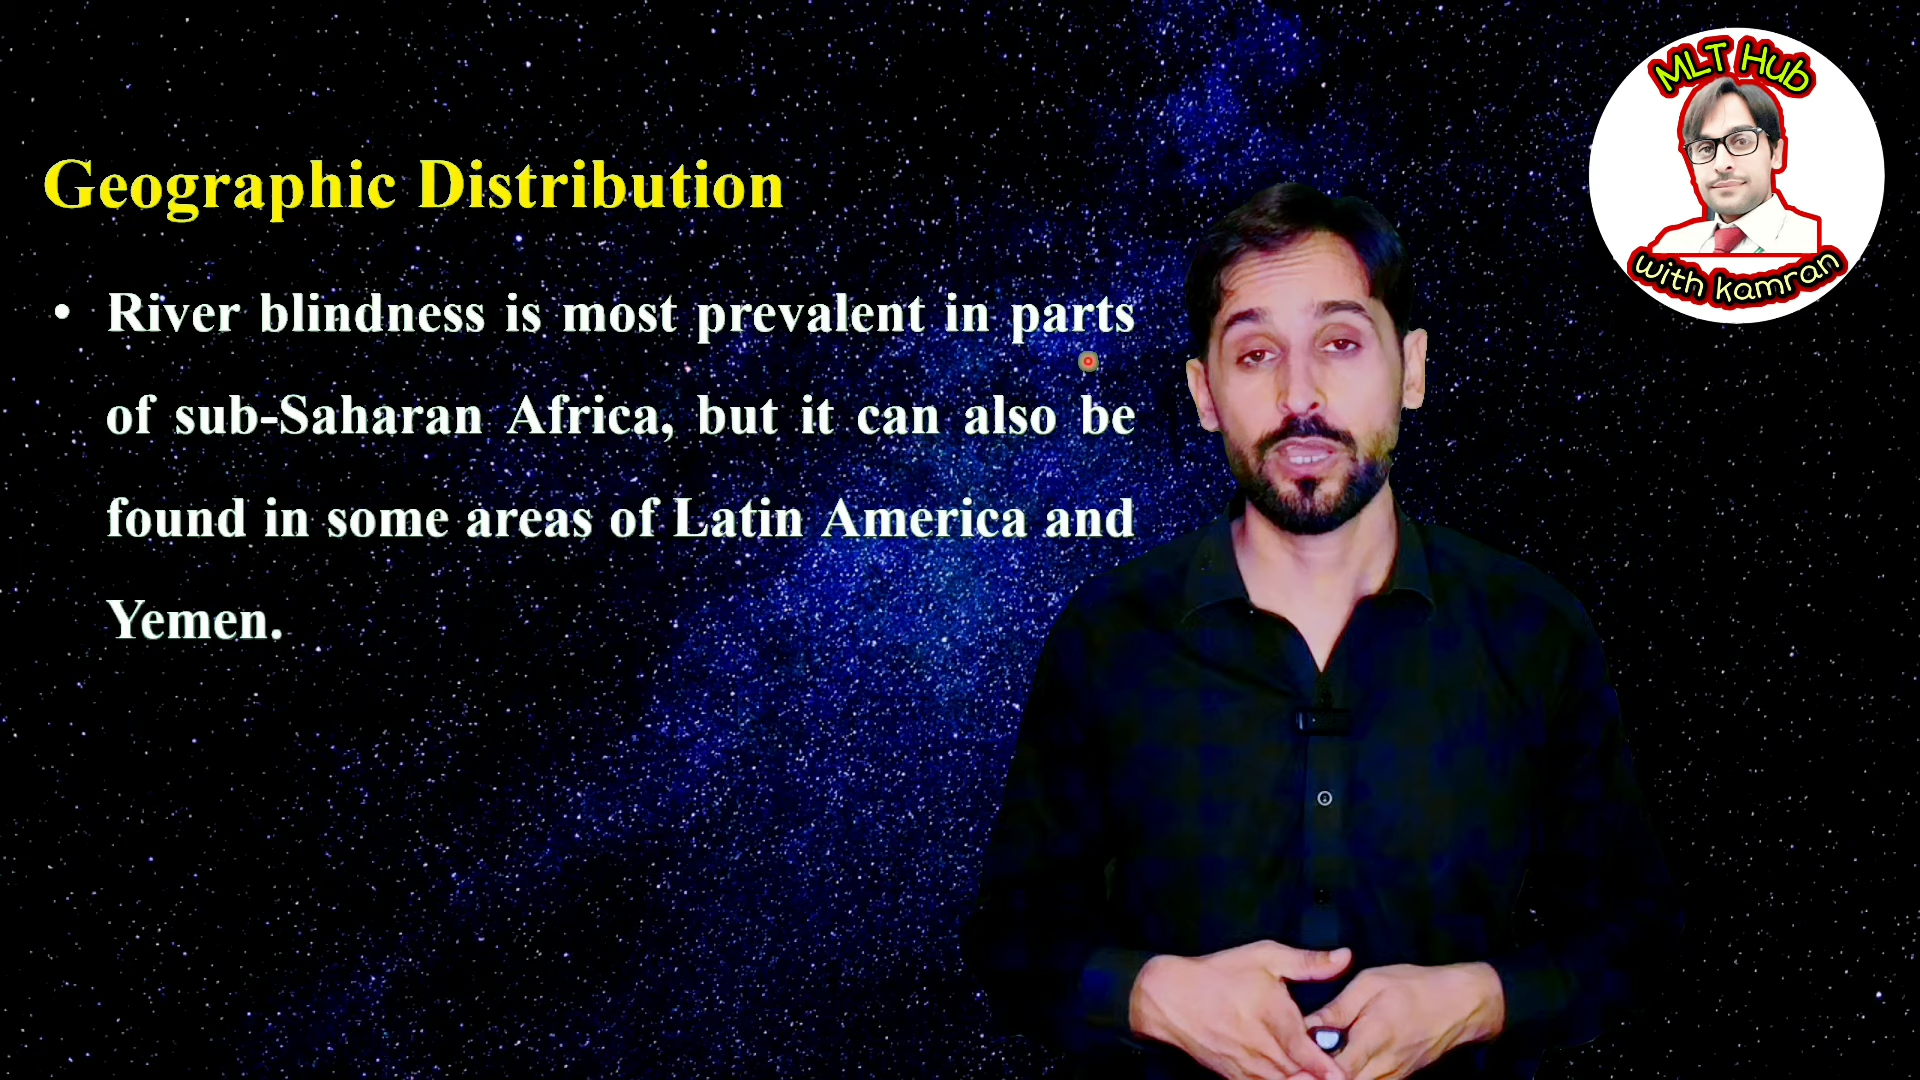 MLT Hub
with kamran
Geographic Distribution
• River blindness is most prevalent in parts
of sub-Saharan Africa, but it can also be
found in some areas of Latin America and
Yemen.